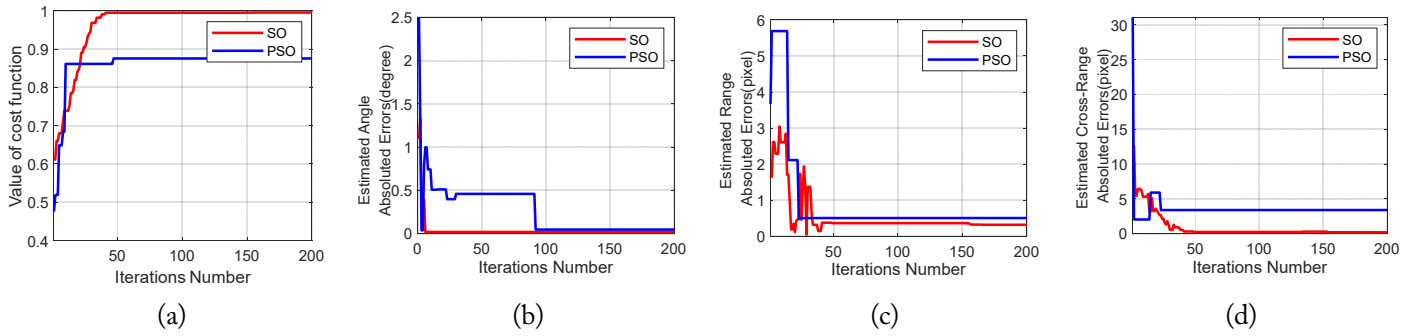 Value of cost function
1
0.9
0.8
0.7
0.6
0.5
0.4
0
50
100
150
200
Iterations Number
SO
PSO
(a)
Estimated Angle
Absoluted Errors(degree)
2.5
2
1.5
1
0.5
0
0
50
100
150
200
Iterations Number
SO
PSO
(b)
Estimated Range
Absoluted Errors(pixel)
6
5
4
3
2
1
0
50
100
150
200
Iterations Number
SO
PSO
(c)
Estimated Cross-Range
Absoluted Errors(pixel)
30
25
20
15
10
5
0
50
100
150
200
Iterations Number
SO
PSO
(d)